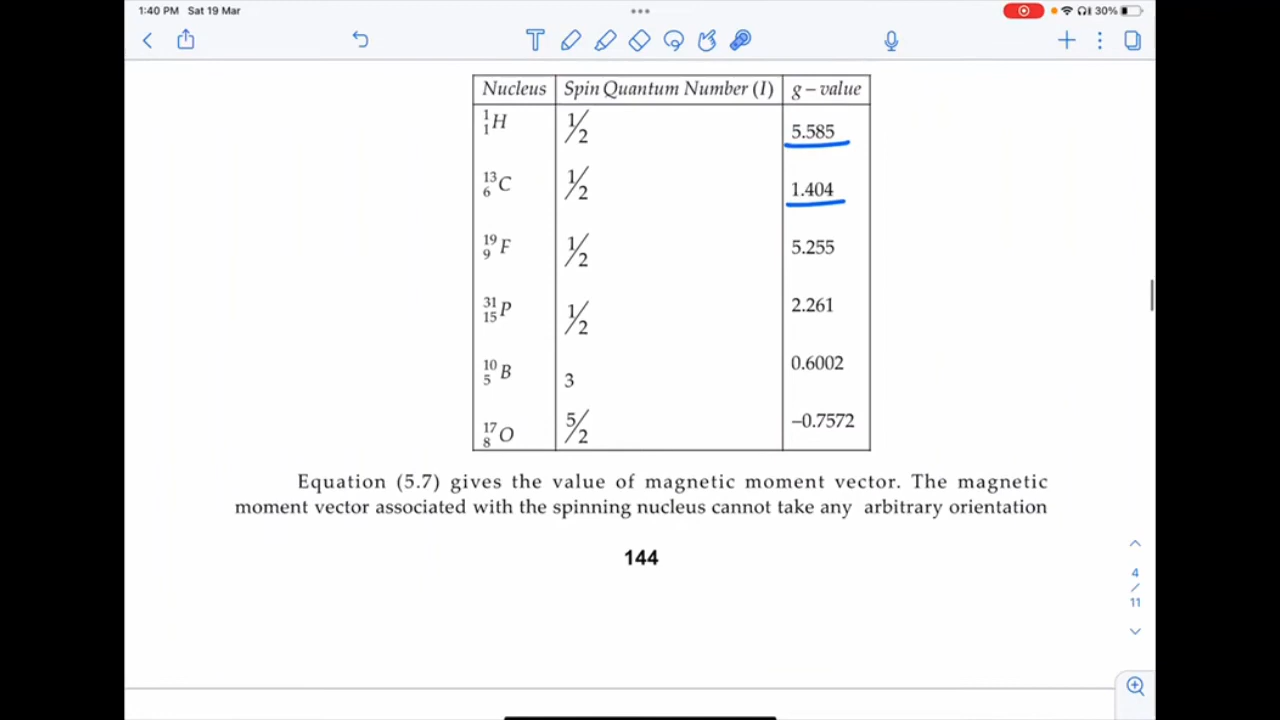 1:40 PM Sat 19 Mar
30%
Nucleus Spin Quantum Number (I) g – value
¹₁H 1/2 5.585
¹³₆C 1/2 1.404
¹⁹₉F 1/2 5.255
³¹₁₅P 1/2 2.261
¹⁰₅B 3 0.6002
¹⁷₈O 5/2 –0.7572
Equation (5.7) gives the value of magnetic moment vector. The magnetic
moment vector associated with the spinning nucleus cannot take any arbitrary orientation
144
4
/
11